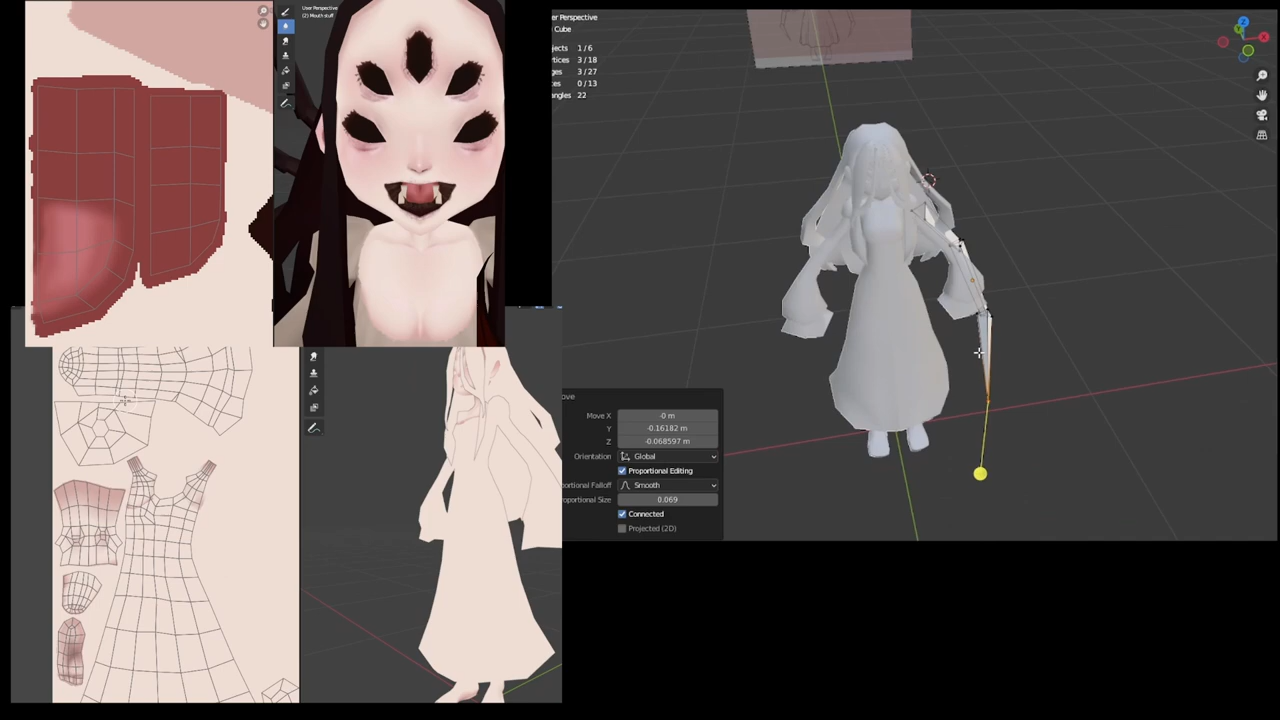 User Perspective
(2) Mouth stuff
er Perspective
Cube
jects 1/6
rtices 3/18
ges 3/27
ces 0/13
angles 22
Z
X
ove
Move X -0 m
Y -0.16182 m
Z -0.068597 m
Orientation Global
Proportional Editing
oportional Falloff Smooth
oportional Size 0.069
Connected
Projected (2D)